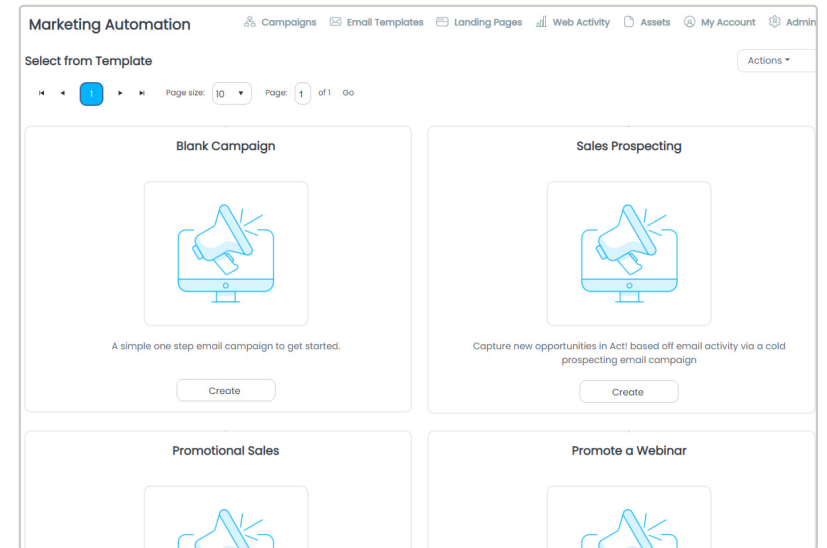 Marketing Automation
Campaigns Email Templates Landing Pages Web Activity Assets My Account Admin
Select from Template
Actions
1 Page size: 10 Page: 1 of 1 Go
Blank Campaign
A simple one step email campaign to get started.
Create
Sales Prospecting
Capture new opportunities in Act! based off email activity via a cold
prospecting email campaign
Create
Promotional Sales
Promote a Webinar